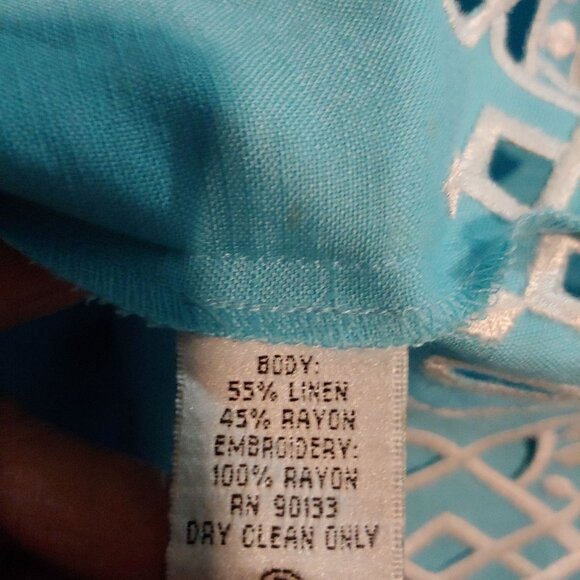 BODY:
55% LINEN
45% RAYON
EMBROIDERY:
100% RAYON
RN 90133
DRY CLEAN ONLY